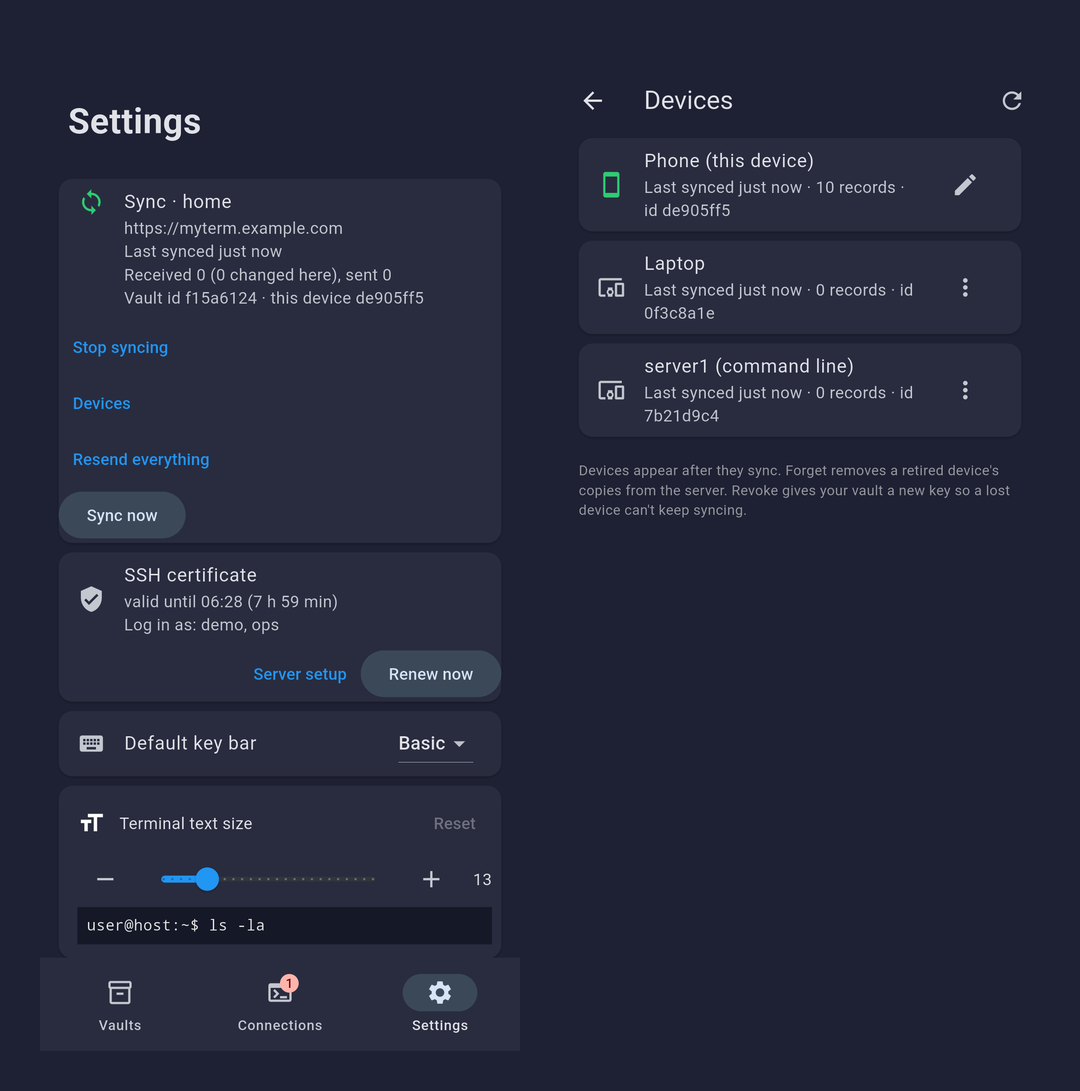 Settings
Sync · home
https://myterm.example.com
Last synced just now
Received 0 (0 changed here), sent 0
Vault id f15a6124 · this device de905ff5
Stop syncing
Devices
Resend everything
Sync now
SSH certificate
valid until 06:28 (7 h 59 min)
Log in as: demo, ops
Server setup
Renew now
Default key bar
Basic
Terminal text size
Reset
13
user@host:~$ ls -la
Vaults
1
Connections
Settings
Devices
Phone (this device)
Last synced just now · 10 records ·
id de905ff5
Laptop
Last synced just now · 0 records · id
0f3c8a1e
server1 (command line)
Last synced just now · 0 records · id
7b21d9c4
Devices appear after they sync. Forget removes a retired device's
copies from the server. Revoke gives your vault a new key so a lost
device can't keep syncing.